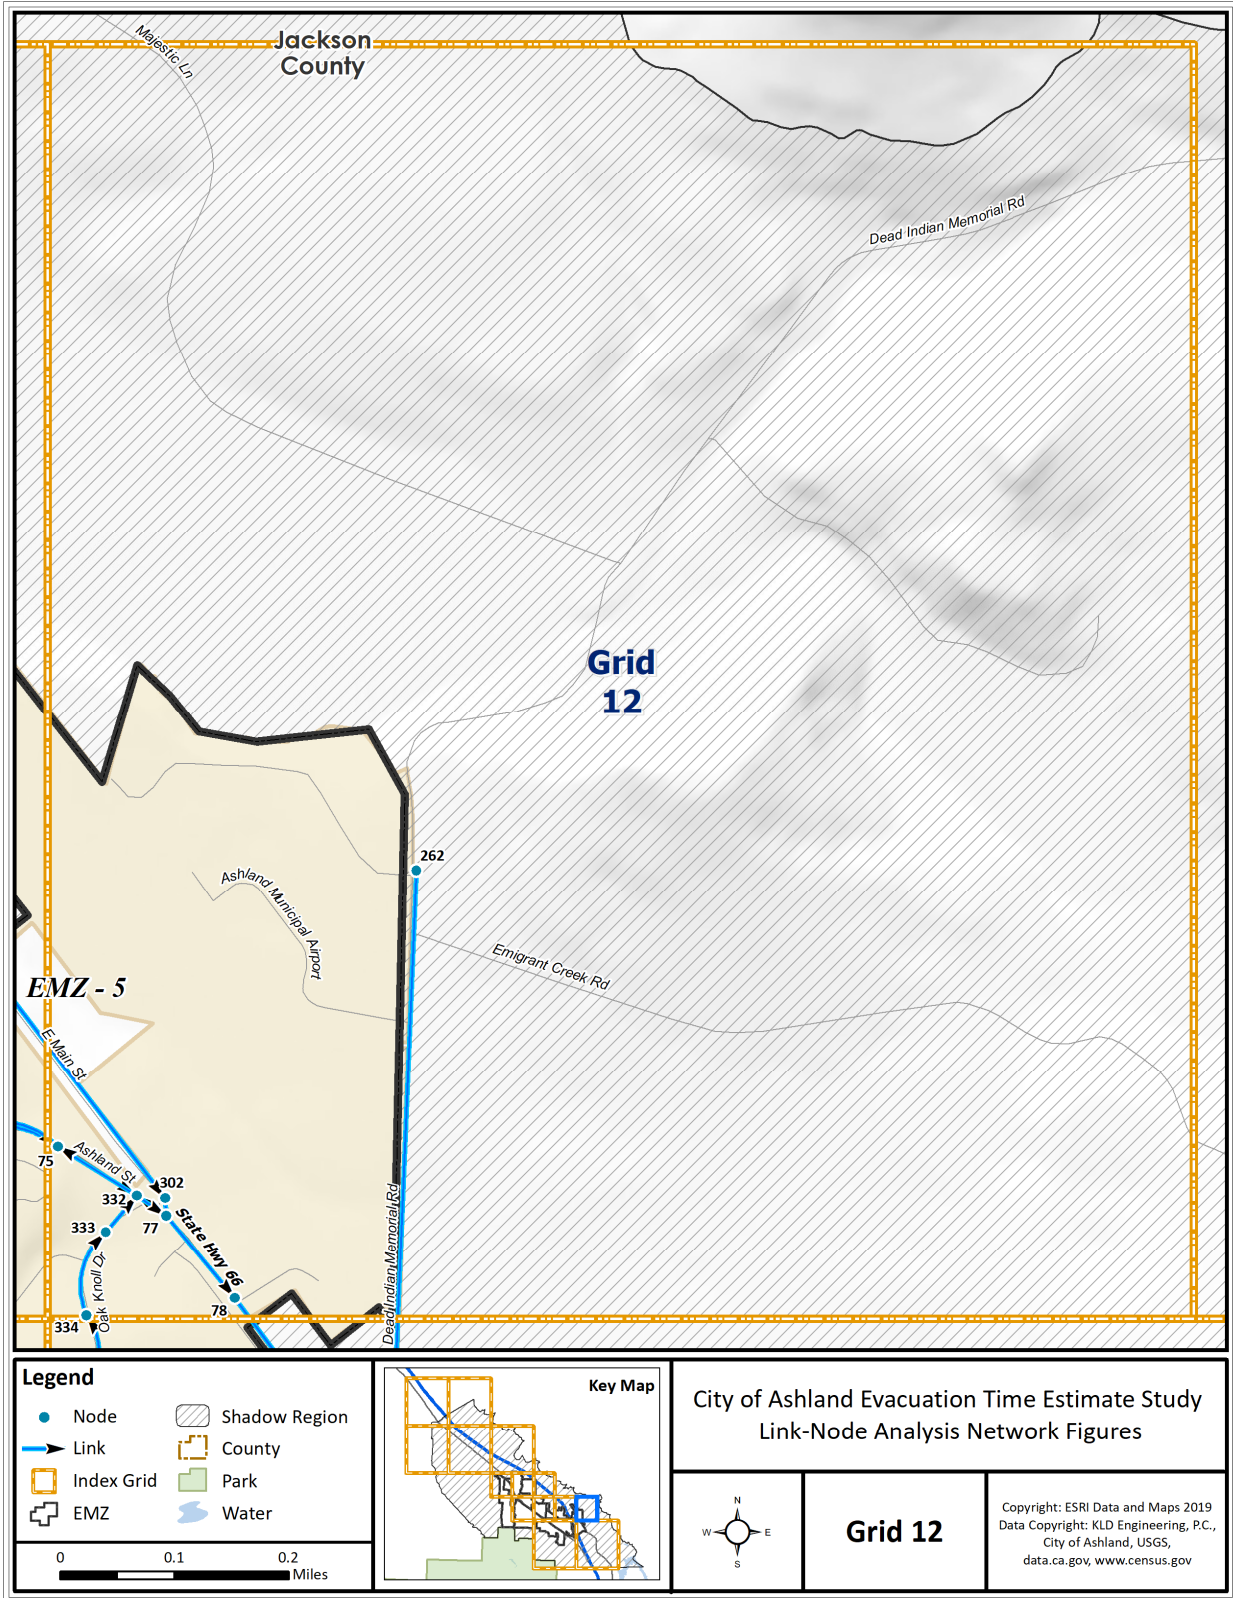 Majestic Ln
Jackson
County
Dead Indian Memorial Rd
Grid
12
262
Ashland Municipal Airport
Emigrant Creek Rd
EMZ - 5
E Main St
75
Ashland St
332
302
333
77
State Hwy 66
Oak Knoll Dr
78
334
Dead Indian Memorial Rd
Legend
Node
Link
Index Grid
EMZ
Shadow Region
County
Park
Water
0 0.1 0.2
Miles
Key Map
City of Ashland Evacuation Time Estimate Study
Link-Node Analysis Network Figures
N
W E
S
Grid 12
Copyright: ESRI Data and Maps 2019
Data Copyright: KLD Engineering, P.C.,
City of Ashland, USGS,
data.ca.gov, www.census.gov